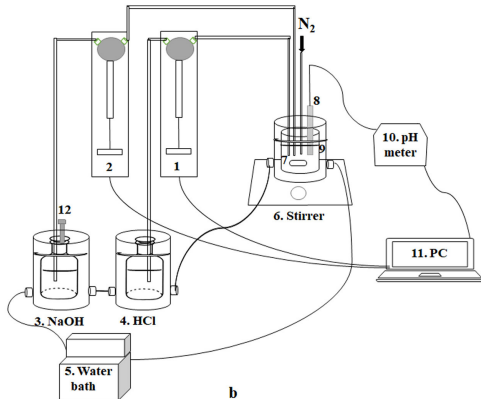 N2
8
10. pH
meter
2
1
7
9
12
6. Stirrer
11. PC
3. NaOH
4. HCl
5. Water
bath
b